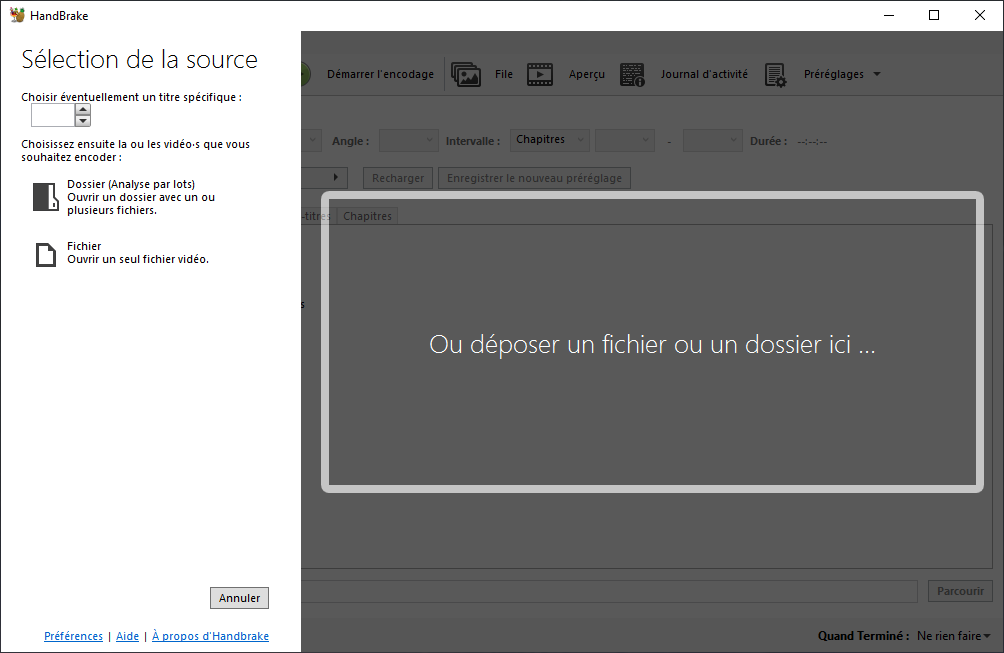 HandBrake
Sélection de la source
Choisir éventuellement un titre spécifique :
Choisissez ensuite la ou les vidéo·s que vous
souhaitez encoder :
Dossier (Analyse par lots)
Ouvrir un dossier avec un ou
plusieurs fichiers.
Fichier
Ouvrir un seul fichier vidéo.
Annuler
Préférences | Aide | À propos d'Handbrake
Démarrer l'encodage
File
Aperçu
Journal d'activité
Préréglages
Angle :
Intervalle :
Chapitres
-
Durée :
--:--:--
Recharger
Enregistrer le nouveau préréglage
-titres
Chapitres
s
Ou déposer un fichier ou un dossier ici ...
Parcourir
Quand Terminé : Ne rien faire